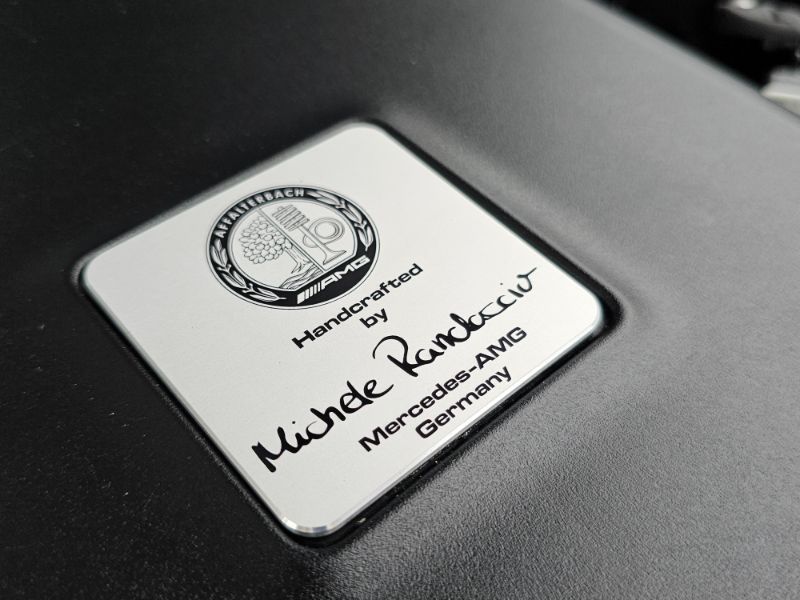 AFFALTERBACH
AMG
Handcrafted
by
Michele Randaccio
Mercedes-AMG
Germany